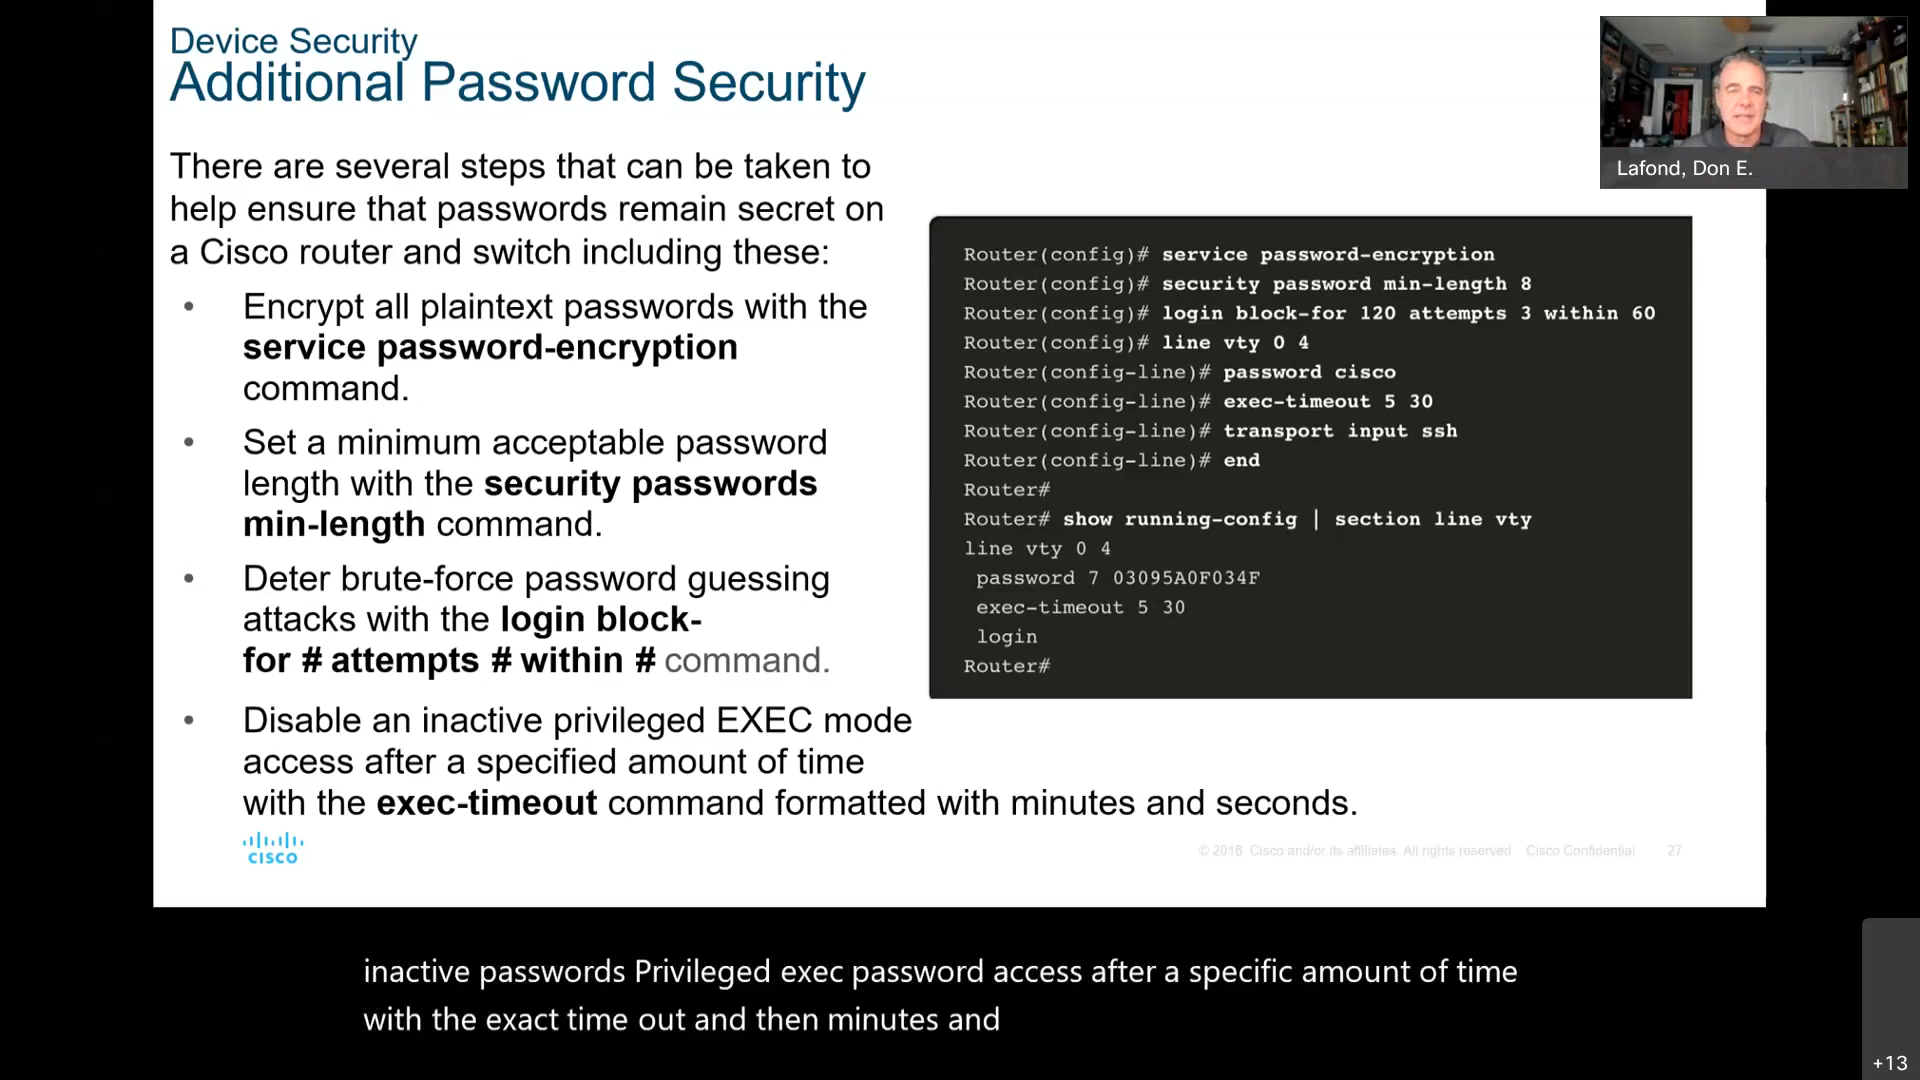 Device Security
Additional Password Security
There are several steps that can be taken to
help ensure that passwords remain secret on
a Cisco router and switch including these:
• Encrypt all plaintext passwords with the
service password-encryption
command.
• Set a minimum acceptable password
length with the security passwords
min-length command.
• Deter brute-force password guessing
attacks with the login block-
for # attempts # within # command.
• Disable an inactive privileged EXEC mode
access after a specified amount of time
with the exec-timeout command formatted with minutes and seconds.
Router(config)# service password-encryption
Router(config)# security password min-length 8
Router(config)# login block-for 120 attempts 3 within 60
Router(config)# line vty 0 4
Router(config-line)# password cisco
Router(config-line)# exec-timeout 5 30
Router(config-line)# transport input ssh
Router(config-line)# end
Router#
Router# show running-config | section line vty
line vty 0 4
password 7 03095A0F034F
exec-timeout 5 30
login
Router#
Lafond, Don E.
CISCO
© 2016 Cisco and/or its affiliates. All rights reserved Cisco Confidential 27
inactive passwords Privileged exec password access after a specific amount of time
with the exact time out and then minutes and
+13